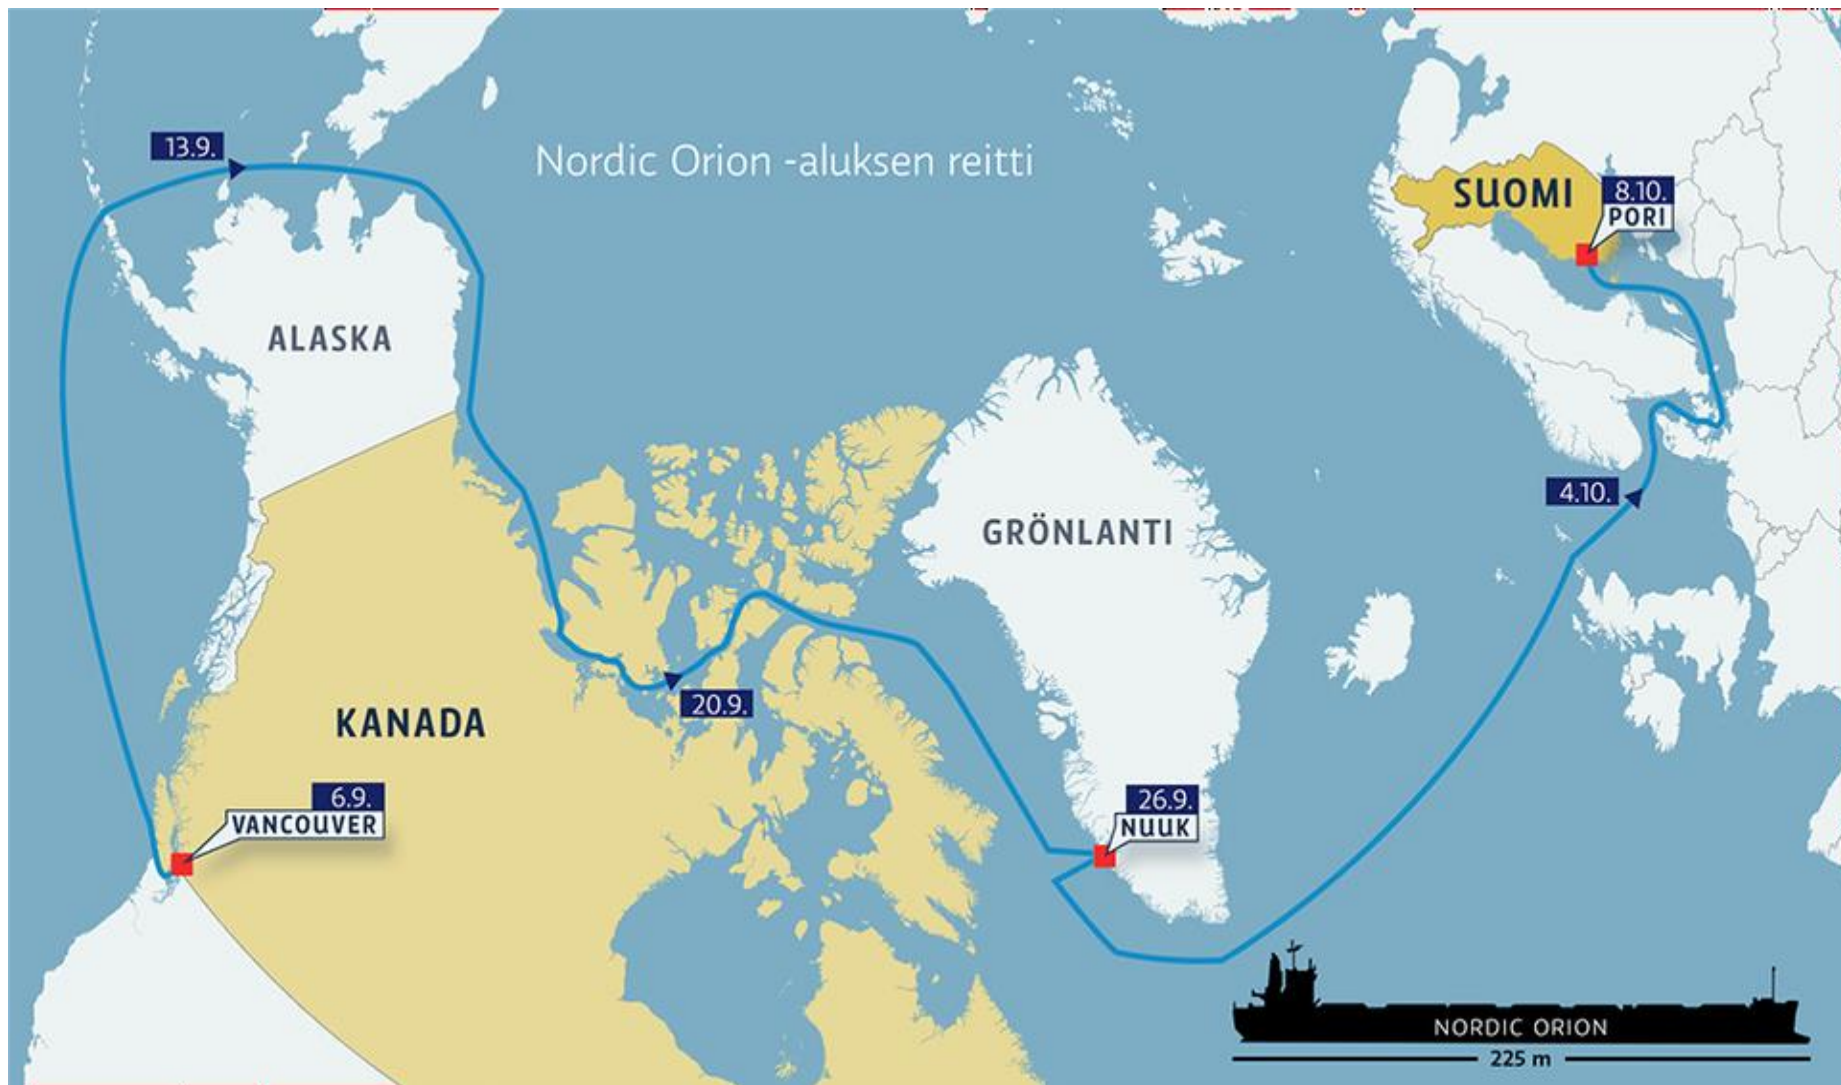 13.9.
Nordic Orion -aluksen reitti
SUOMI
8.10.
PORI
ALASKA
4.10.
GRÖNLANTI
20.9.
KANADA
6.9.
VANCOUVER
26.9.
NUUK
NORDIC ORION
225 m